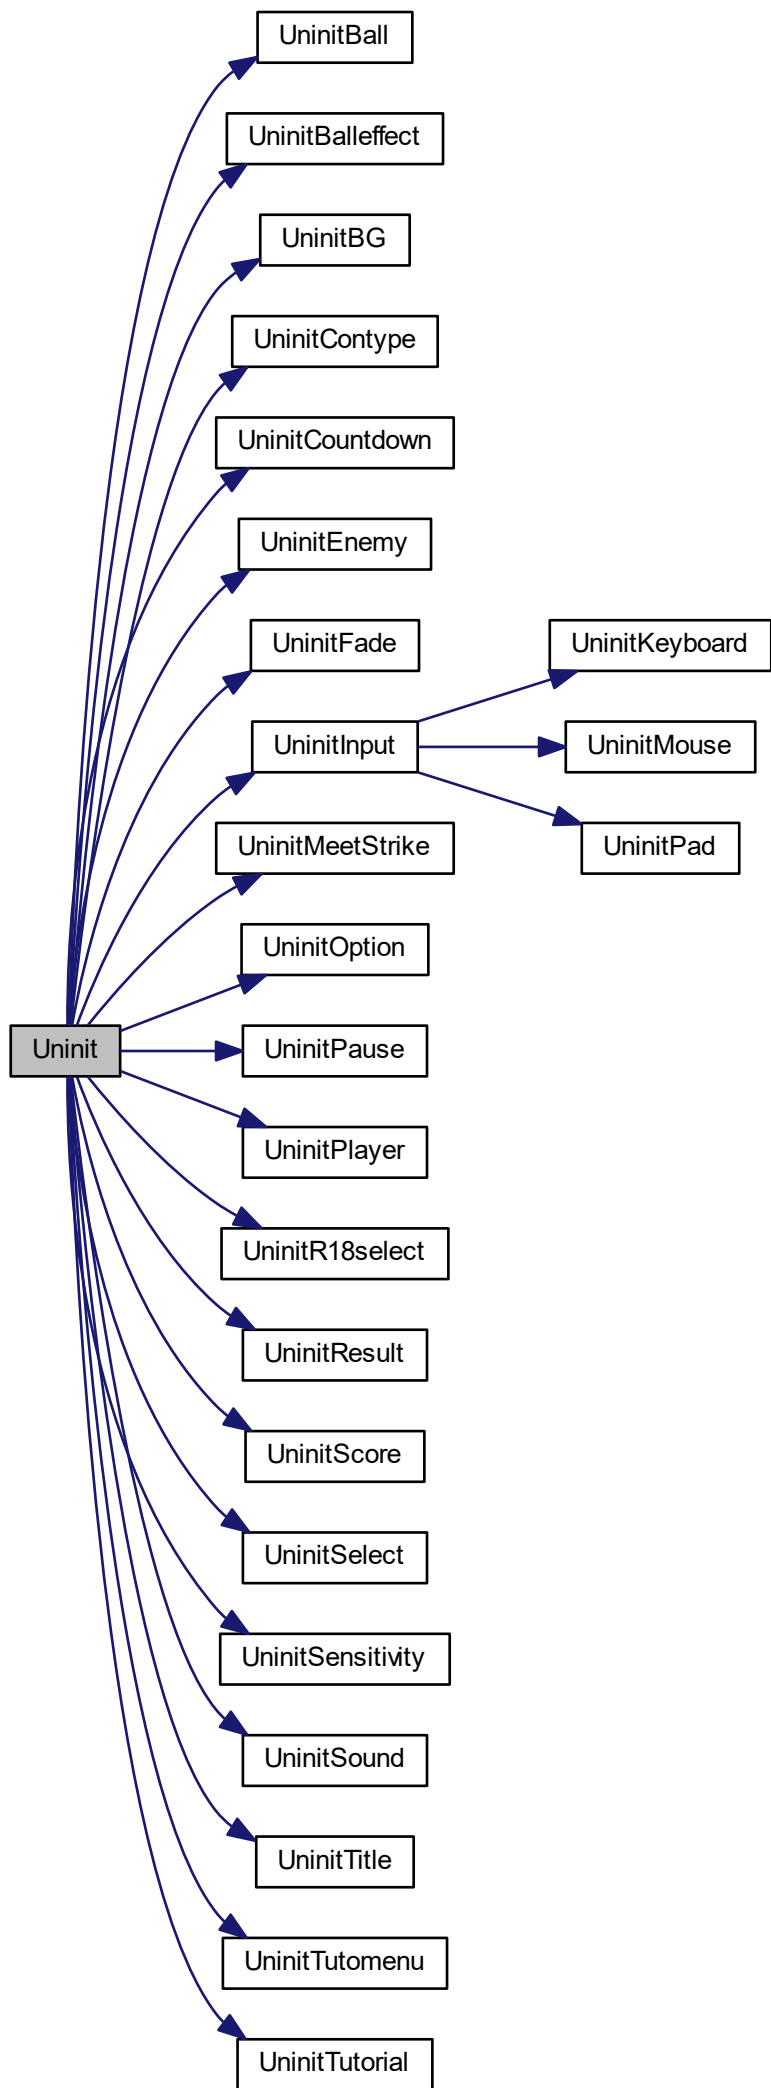 UninitBall
UninitBalleffect
UninitBG
UninitContype
UninitCountdown
UninitEnemy
UninitFade
UninitKeyboard
UninitInput
UninitMouse
UninitMeetStrike
UninitPad
UninitOption
Uninit
UninitPause
UninitPlayer
UninitR18select
UninitResult
UninitScore
UninitSelect
UninitSensitivity
UninitSound
UninitTitle
UninitTutomenu
UninitTutorial